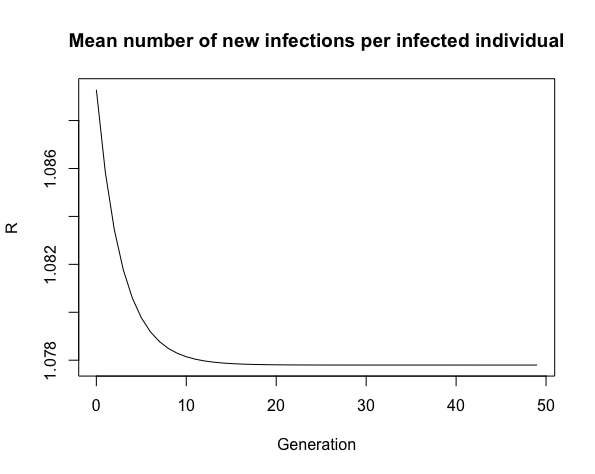 Mean number of new infections per infected individual
R
1.086
1.082
1.078
0 10 20 30 40 50
Generation